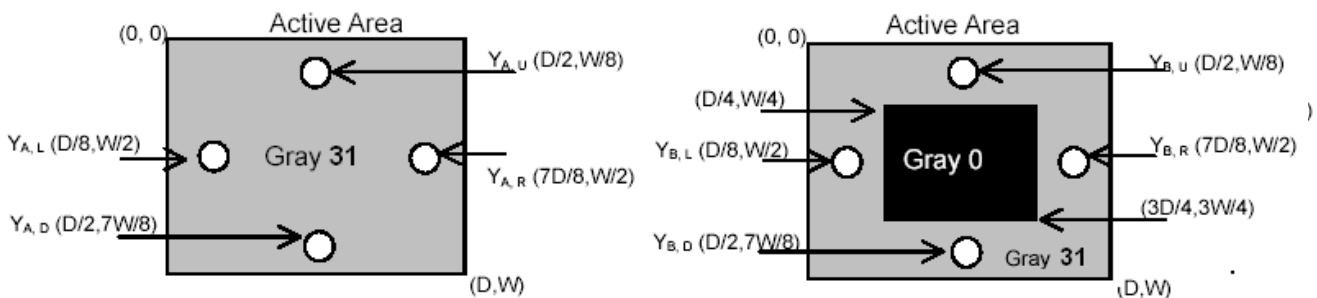 Active Area
(0, 0)
YA, U (D/2,W/8)
YA, L (D/8,W/2)
Gray 31
YA, R (7D/8,W/2)
YA, D (D/2,7W/8)
(D,W)
Active Area
(0, 0)
YB, U (D/2,W/8)
(D/4,W/4)
)
YB, L (D/8,W/2)
Gray 0
YB, R (7D/8,W/2)
(3D/4,3W/4)
YB, D (D/2,7W/8)
Gray 31
(D,W)